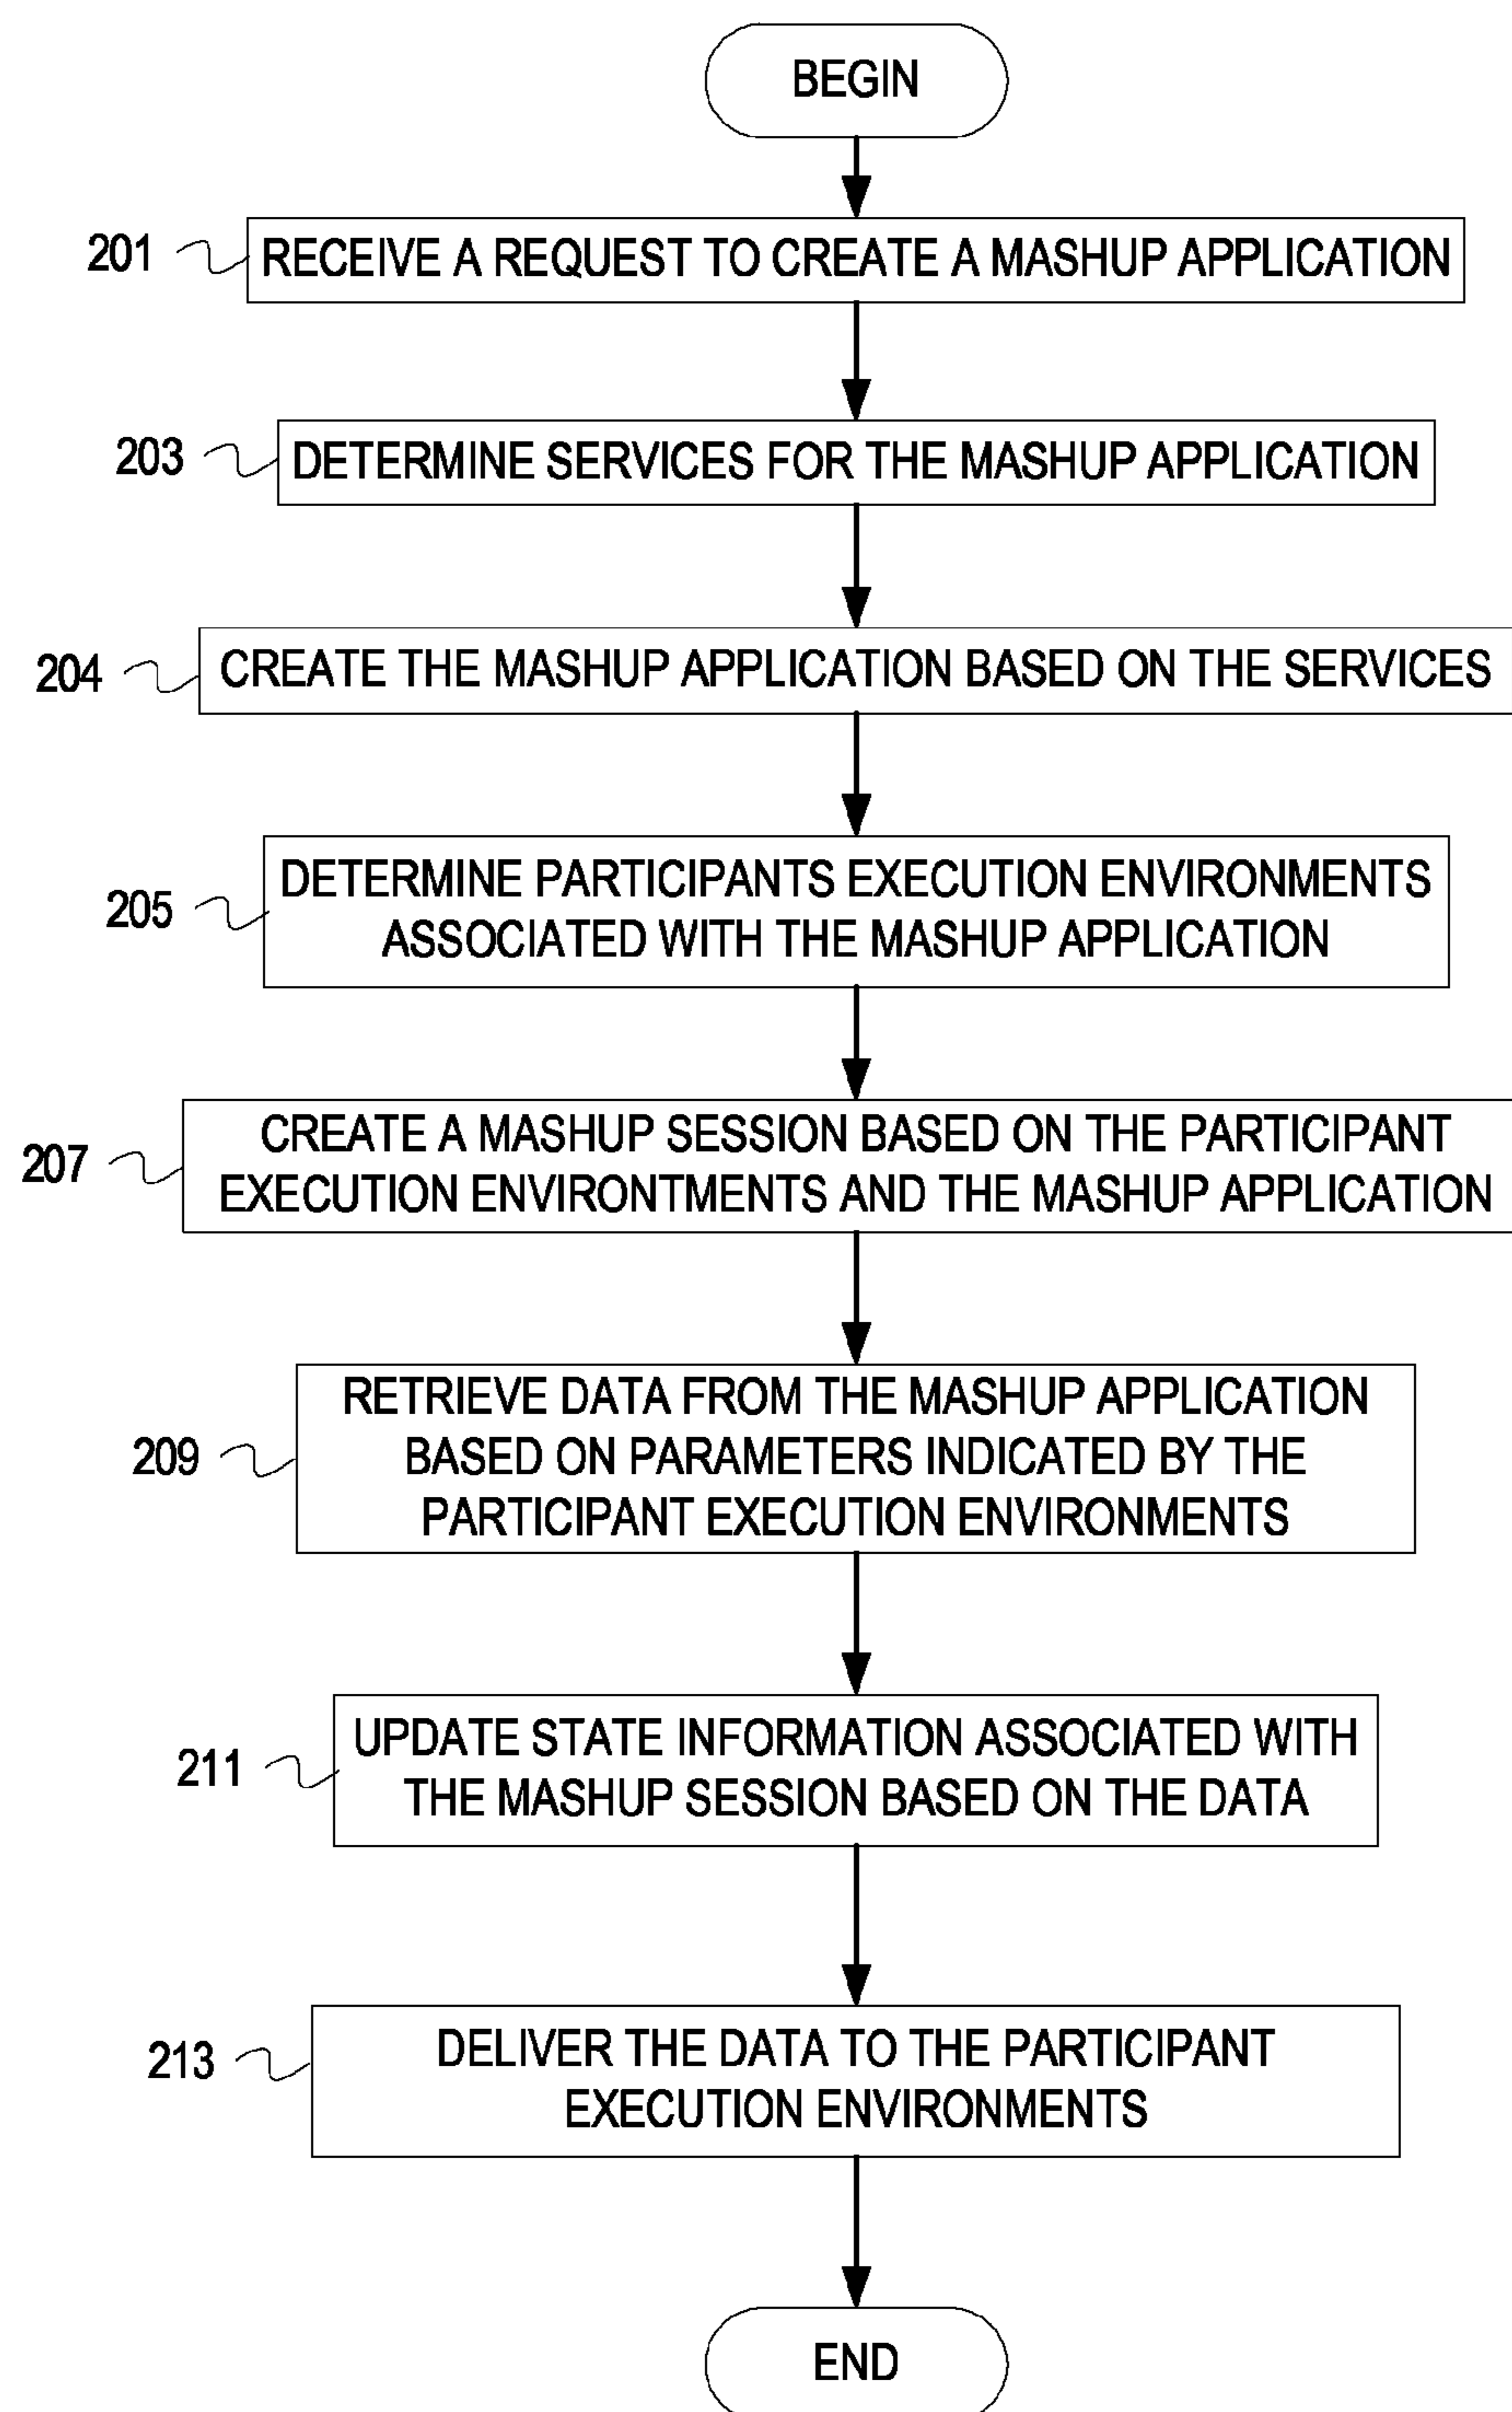 BEGIN
201
RECEIVE A REQUEST TO CREATE A MASHUP APPLICATION
203
DETERMINE SERVICES FOR THE MASHUP APPLICATION
204
CREATE THE MASHUP APPLICATION BASED ON THE SERVICES
205
DETERMINE PARTICIPANTS EXECUTION ENVIRONMENTS
ASSOCIATED WITH THE MASHUP APPLICATION
207
CREATE A MASHUP SESSION BASED ON THE PARTICIPANT
EXECUTION ENVIRONTMENTS AND THE MASHUP APPLICATION
209
RETRIEVE DATA FROM THE MASHUP APPLICATION
BASED ON PARAMETERS INDICATED BY THE
PARTICIPANT EXECUTION ENVIRONMENTS
211
UPDATE STATE INFORMATION ASSOCIATED WITH
THE MASHUP SESSION BASED ON THE DATA
213
DELIVER THE DATA TO THE PARTICIPANT
EXECUTION ENVIRONMENTS
END